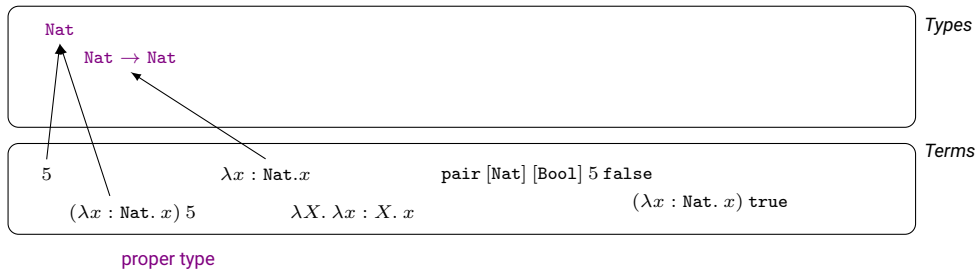 Nat
Types
Nat → Nat
Terms
5
λx : Nat.x
pair [Nat] [Bool] 5 false
(λx : Nat. x) 5
λX. λx : X. x
(λx : Nat. x) true
proper type